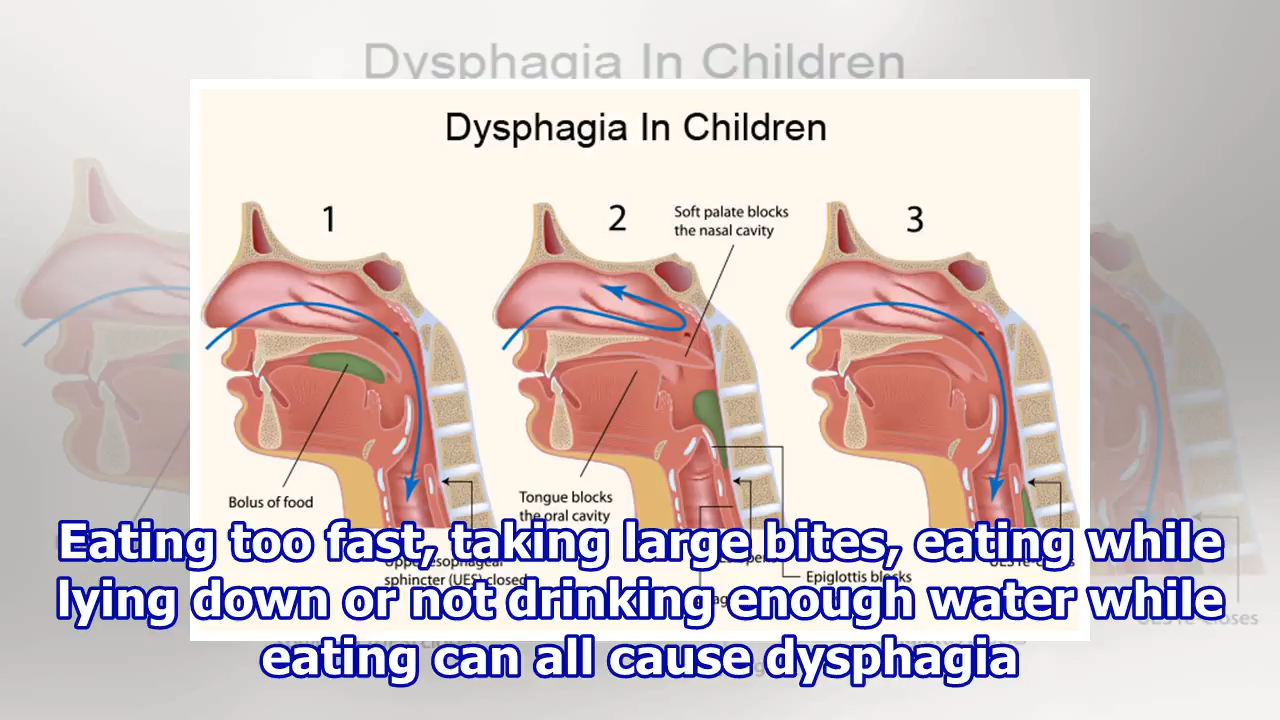 Dysphagia In Children
Dysphagia In Children
1
2
3
Soft palate blocks
the nasal cavity
Bolus of food
Tongue blocks
the oral cavity
esophageal
sphincter (UES) closed
Epiglottis blocks
Eating too fast, taking large bites, eating while
lying down or not drinking enough water while
eating can all cause dysphagia